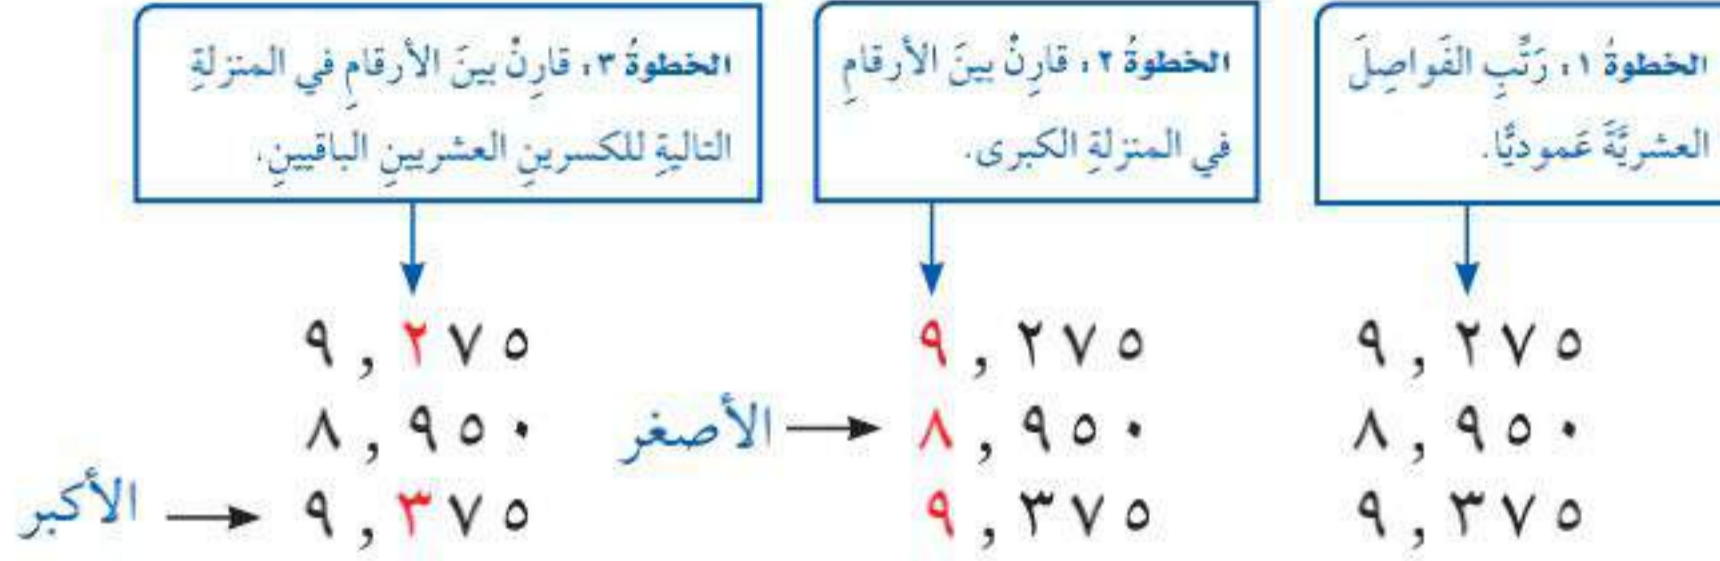 الخطوةُ ١: رَتِّبِ الفَواصِلَ
العشريَّةَ عَموديًّا.
٩,٢٧٥
٨,٩٥٠
٩,٣٧٥
الخطوةُ ٢: قارِنْ بينَ الأرقامِ
في المنزلةِ الكبرى.
٩,٢٧٥
الأصغر ٨,٩٥٠
٩,٣٧٥
الخطوةُ ٣: قارِنْ بينَ الأرقامِ في المنزلةِ
التاليةِ للكسرينِ العشريينِ الباقيينِ.
٩,٢٧٥
٨,٩٥٠
الأكبر ٩,٣٧٥